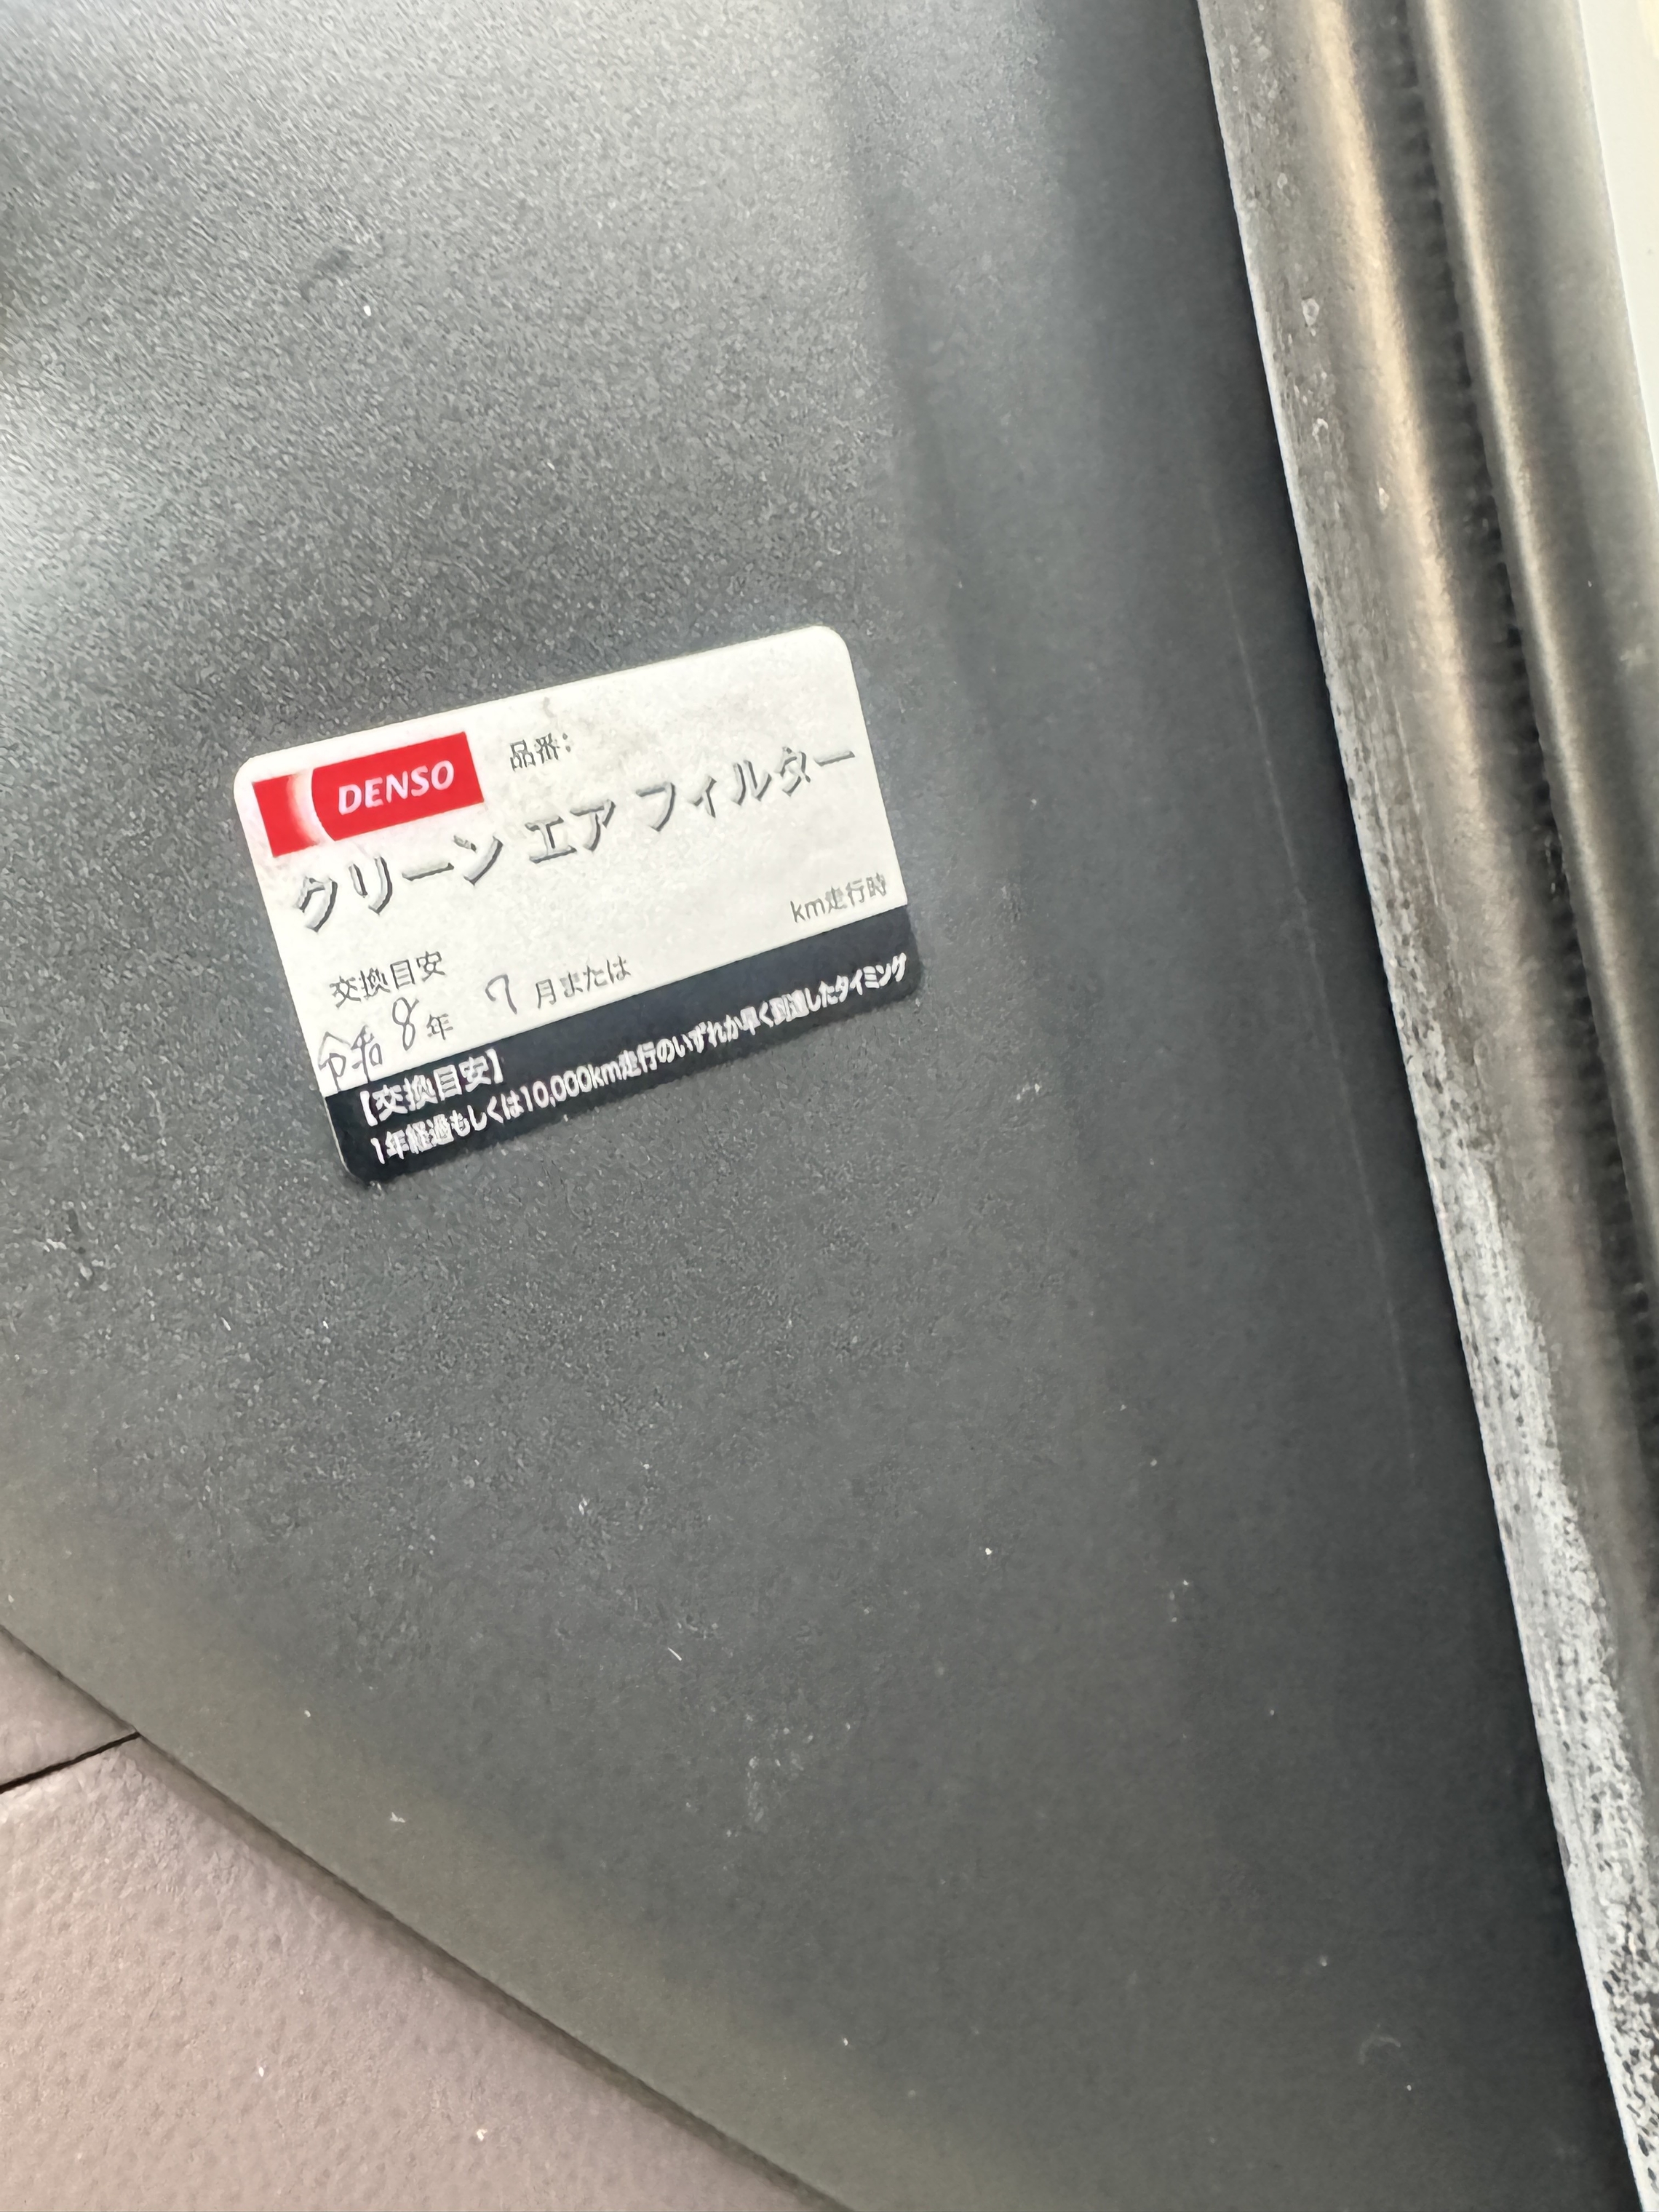 DENSO
品番:
クリーン エア フィルター
km走行時
交換目安
令和 8年 7月または
【交換目安】
1年経過もしくは10,000km走行のいずれか早く到達したタイミング